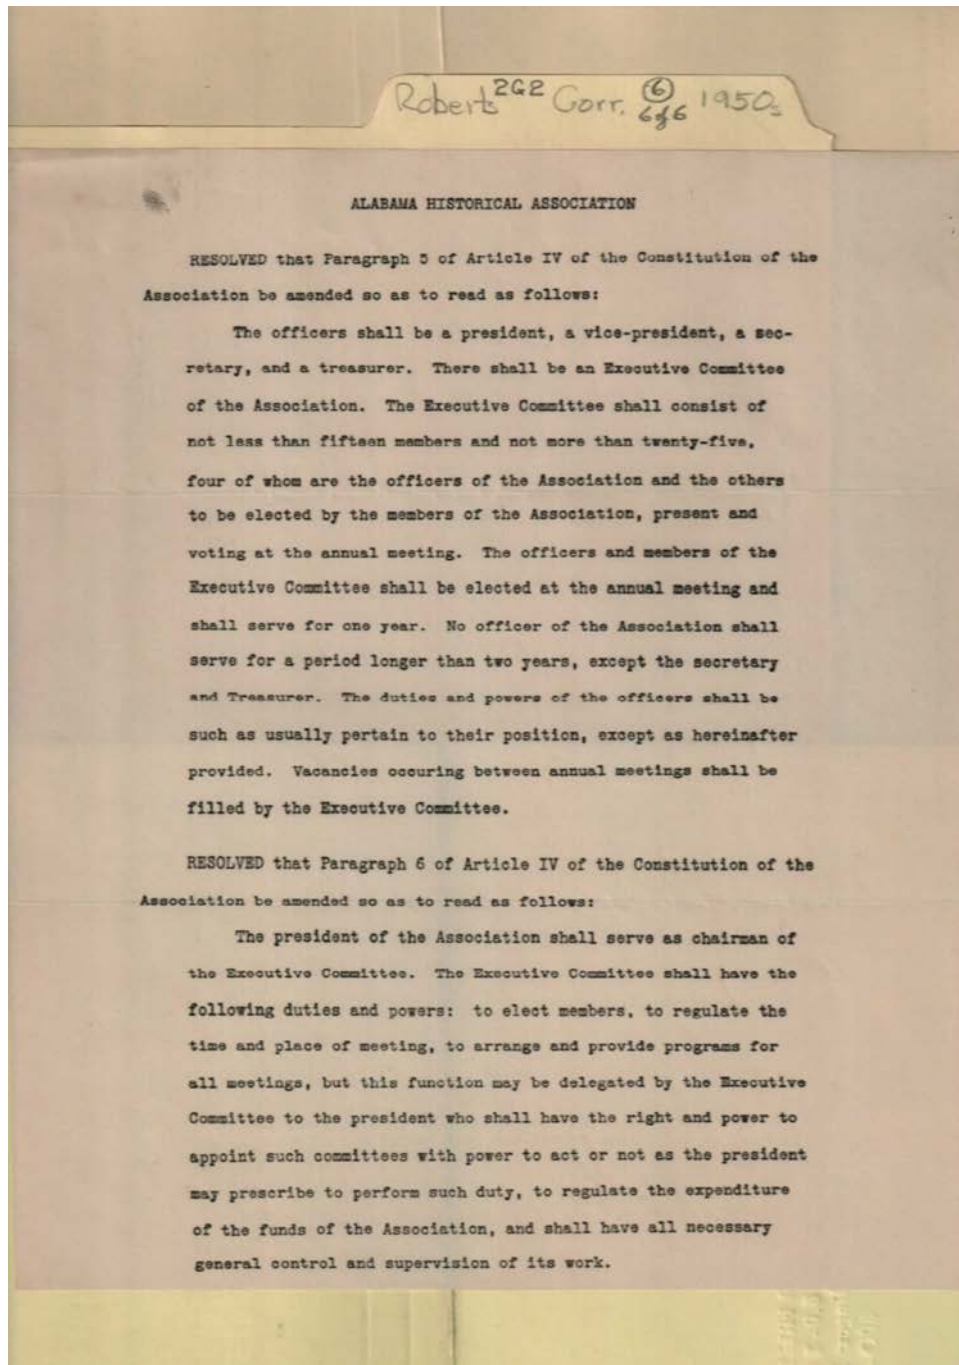 Roberts 2G2 Corr. 6 1950s
6 of 6
ALABAMA HISTORICAL ASSOCIATION
RESOLVED that Paragraph 5 of Article IV of the Constitution of the
Association be amended so as to read as follows:
The officers shall be a president, a vice-president, a sec-
retary, and a treasurer. There shall be an Executive Committee
of the Association. The Executive Committee shall consist of
not less than fifteen members and not more than twenty-five,
four of whom are the officers of the Association and the others
to be elected by the members of the Association, present and
voting at the annual meeting. The officers and members of the
Executive Committee shall be elected at the annual meeting and
shall serve for one year. No officer of the Association shall
serve for a period longer than two years, except the secretary
and Treasurer. The duties and powers of the officers shall be
such as usually pertain to their position, except as hereinafter
provided. Vacancies occuring between annual meetings shall be
filled by the Executive Committee.
RESOLVED that Paragraph 6 of Article IV of the Constitution of the
Association be amended so as to read as follows:
The president of the Association shall serve as chairman of
the Executive Committee. The Executive Committee shall have the
following duties and powers: to elect members, to regulate the
time and place of meeting, to arrange and provide programs for
all meetings, but this function may be delegated by the Executive
Committee to the president who shall have the right and power to
appoint such committees with power to act or not as the president
may prescribe to perform such duty, to regulate the expenditure
of the funds of the Association, and shall have all necessary
general control and supervision of its work.